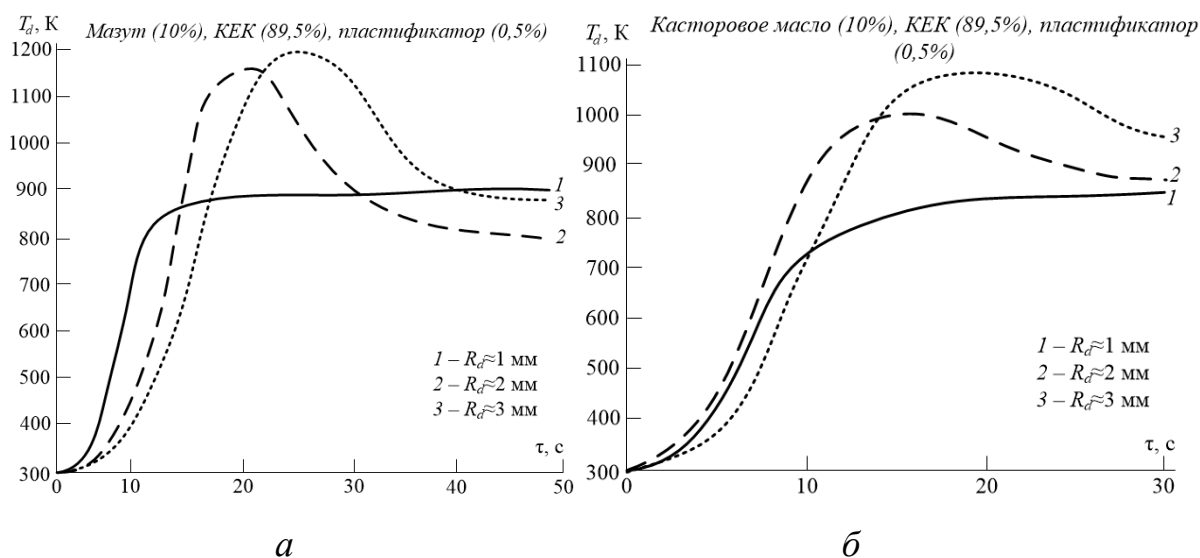 T_d, К
Мазут (10%), КЕК (89,5%), пластификатор (0,5%)
1200
1100
1000
900
800
700
600
500
400
300
0
10
20
30
40
50
τ, с
1
3
2
1 – R_d≈1 мм
2 – R_d≈2 мм
3 – R_d≈3 мм
а
T_d, К
Касторовое масло (10%), КЕК (89,5%), пластификатор
(0,5%)
1100
1000
900
800
700
600
500
400
300
0
10
20
30
τ, с
3
2
1
1 – R_d≈1 мм
2 – R_d≈2 мм
3 – R_d≈3 мм
б